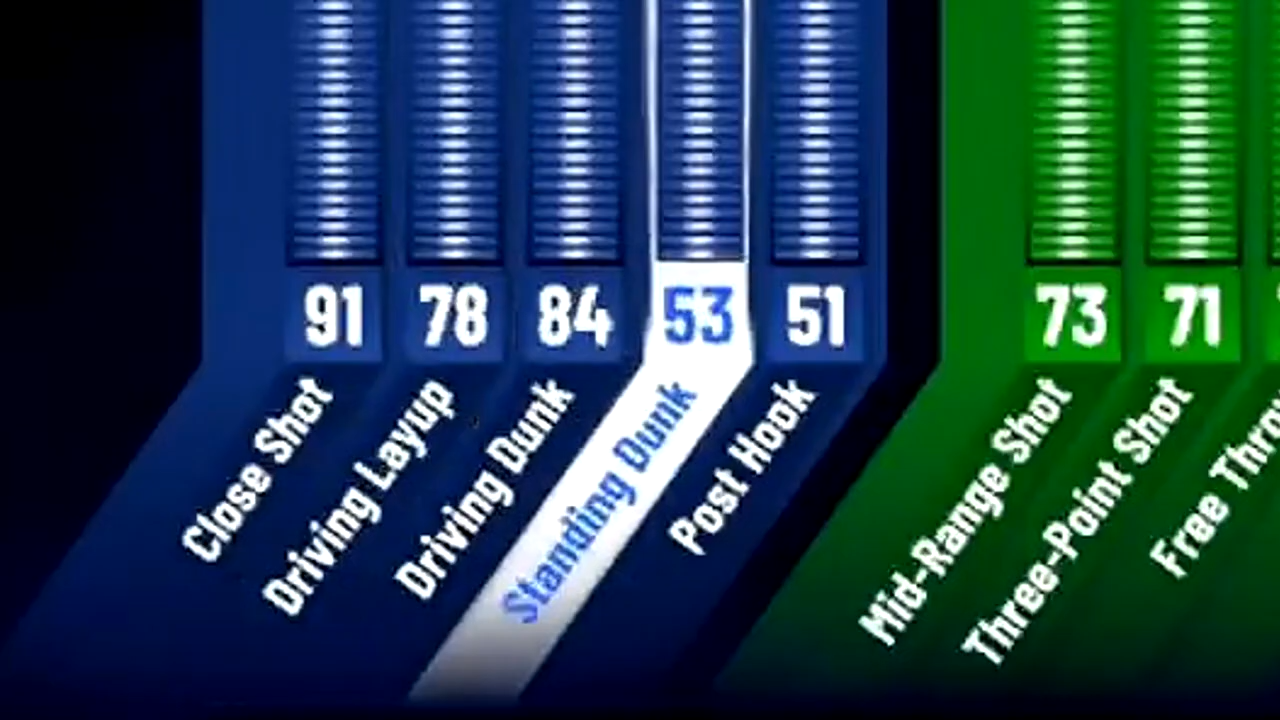 91 78 84 53 51 73 71
Close Shot
Driving Layup
Driving Dunk
Standing Dunk
Post Hook
Mid-Range Shot
Three-Point Shot
Free